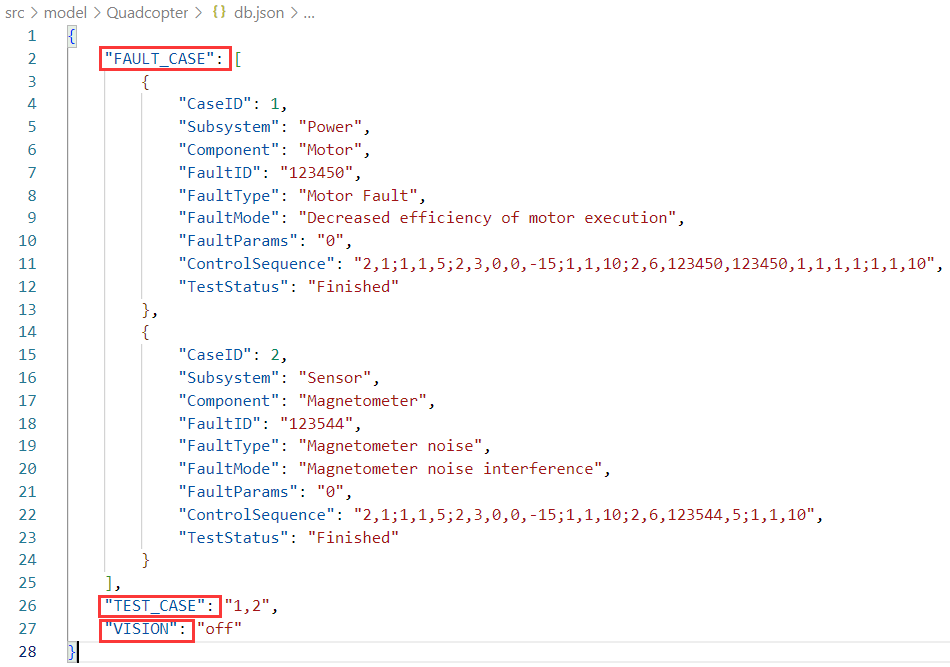 src > model > Quadcopter > {} db.json > ...
1 {
2 "FAULT_CASE": [
3 {
4 "CaseID": 1,
5 "Subsystem": "Power",
6 "Component": "Motor",
7 "FaultID": "123450",
8 "FaultType": "Motor Fault",
9 "FaultMode": "Decreased efficiency of motor execution",
10 "FaultParams": "0",
11 "ControlSequence": "2,1;1,1,5;2,3,0,0,-15;1,1,10;2,6,123450,123450,1,1,1,1;1,1,10",
12 "TestStatus": "Finished"
13 },
14 {
15 "CaseID": 2,
16 "Subsystem": "Sensor",
17 "Component": "Magnetometer",
18 "FaultID": "123544",
19 "FaultType": "Magnetometer noise",
20 "FaultMode": "Magnetometer noise interference",
21 "FaultParams": "0",
22 "ControlSequence": "2,1;1,1,5;2,3,0,0,-15;1,1,10;2,6,123544,5;1,1,10",
23 "TestStatus": "Finished"
24 }
25 ],
26 "TEST_CASE": "1,2",
27 "VISION": "off"
28 }